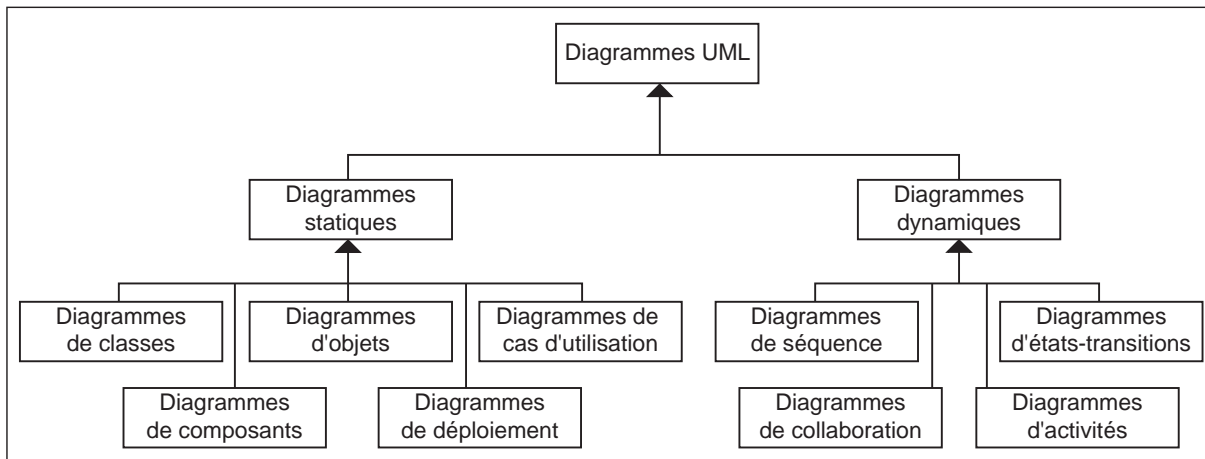 Diagrammes UML
Diagrammes
statiques
Diagrammes
dynamiques
Diagrammes
de classes
Diagrammes
d'objets
Diagrammes de
cas d'utilisation
Diagrammes
de séquence
Diagrammes
d'états-transitions
Diagrammes
de composants
Diagrammes
de déploiement
Diagrammes
de collaboration
Diagrammes
d'activités